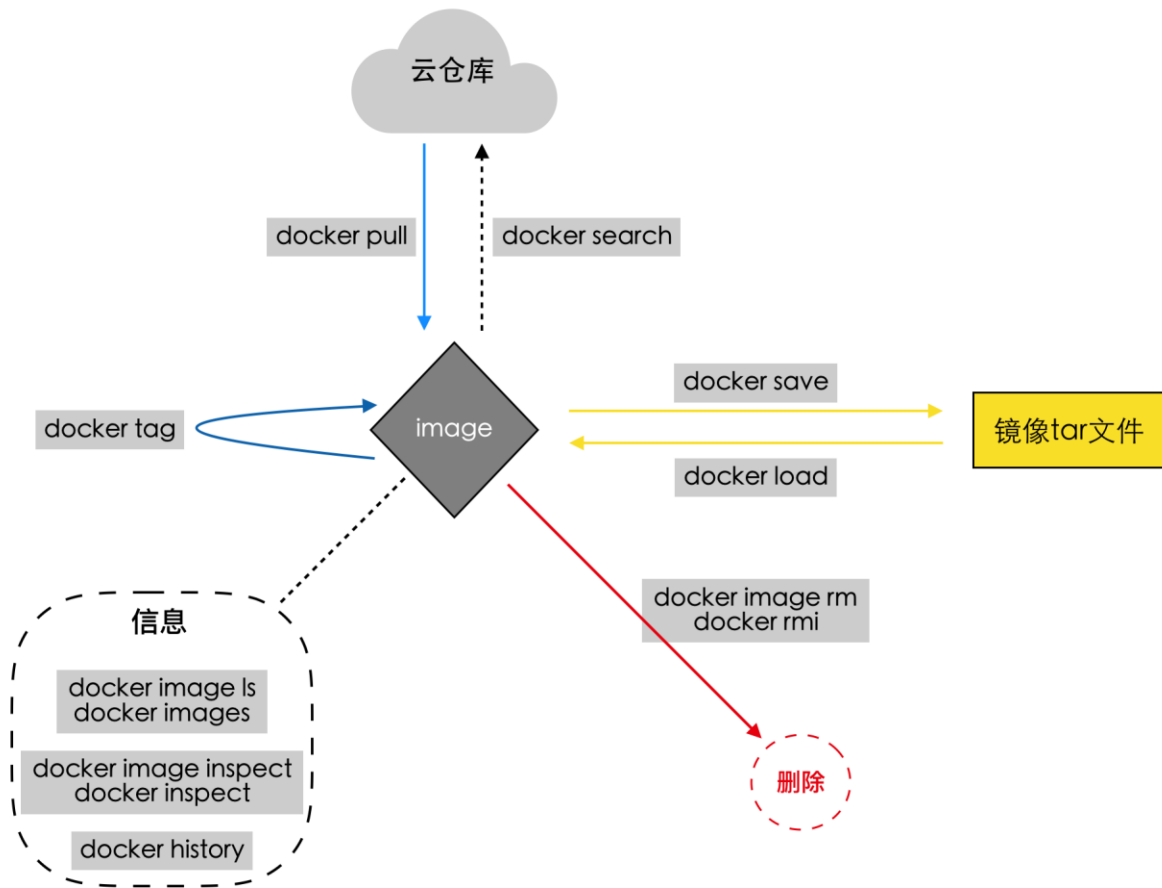 云仓库
docker pull
docker search
docker save
docker tag
image
镜像tar文件
docker load
docker image rm
docker rmi
信息
docker image ls
docker images
docker image inspect
docker inspect
docker history
删除